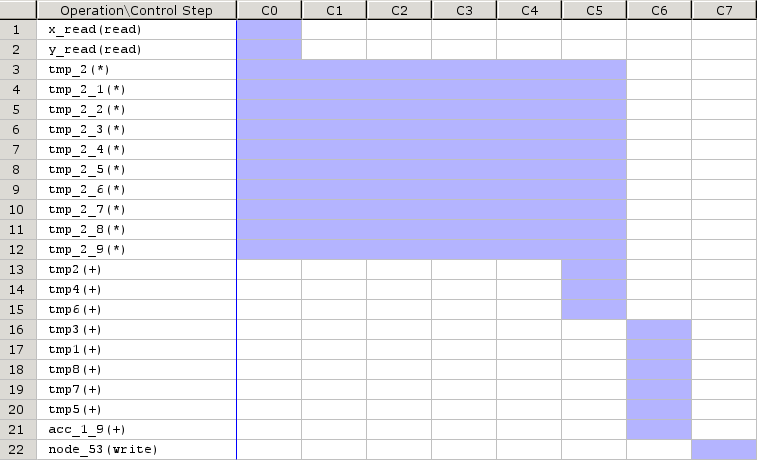 Operation\Control Step C0 C1 C2 C3 C4 C5 C6 C7
1 x_read(read)
2 y_read(read)
3 tmp_2(*)
4 tmp_2_1(*)
5 tmp_2_2(*)
6 tmp_2_3(*)
7 tmp_2_4(*)
8 tmp_2_5(*)
9 tmp_2_6(*)
10 tmp_2_7(*)
11 tmp_2_8(*)
12 tmp_2_9(*)
13 tmp2(+)
14 tmp4(+)
15 tmp6(+)
16 tmp3(+)
17 tmp1(+)
18 tmp8(+)
19 tmp7(+)
20 tmp5(+)
21 acc_1_9(+)
22 node_53(write)